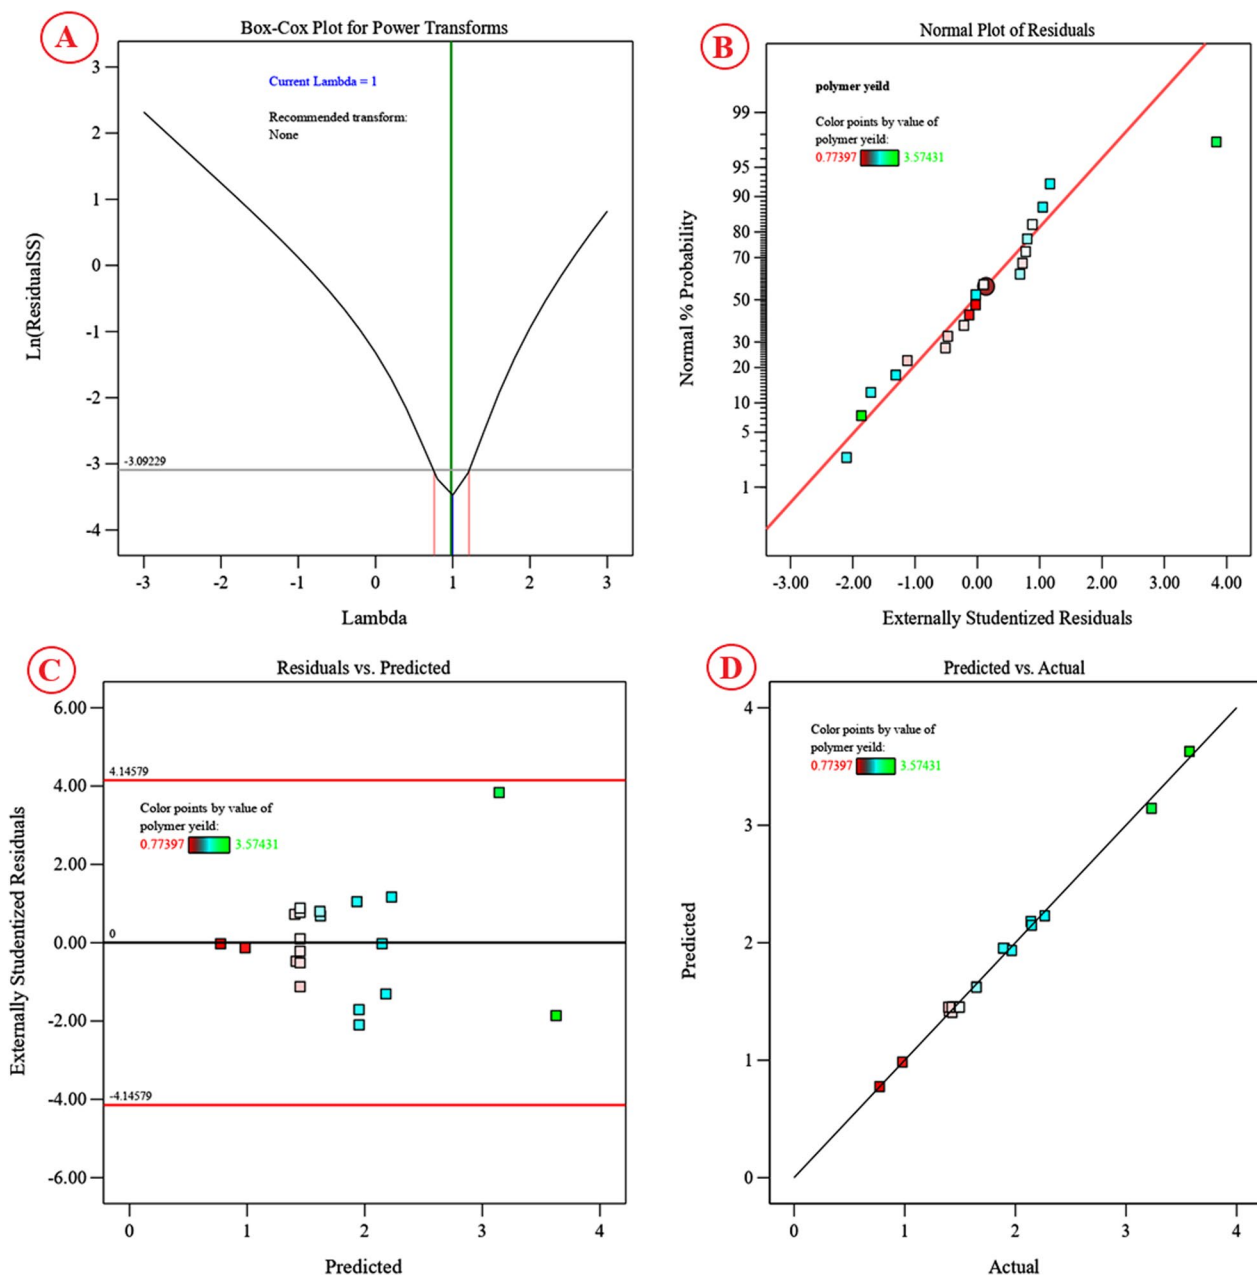 A
Box-Cox Plot for Power Transforms
Current Lambda = 1
Recommended transform:
None
Ln(ResidualSS)
3
2
1
0
-1
-2
-3
-4
-3.09229
-3
-2
-1
0
1
2
3
Lambda
B
Normal Plot of Residuals
polymer yeild
Color points by value of
polymer yeild:
0.77397 3.57431
Normal % Probability
99
95
90
80
70
50
30
20
10
5
1
-3.00
-2.00
-1.00
0.00
1.00
2.00
3.00
4.00
Externally Studentized Residuals
C
Residuals vs. Predicted
Externally Studentized Residuals
6.00
4.00
2.00
0.00
-2.00
-4.00
-6.00
4.14579
Color points by value of
polymer yeild:
0.77397 3.57431
0
-4.14579
0
1
2
3
4
Predicted
D
Predicted vs. Actual
Color points by value of
polymer yeild:
0.77397 3.57431
Predicted
4
3
2
1
0
0
1
2
3
4
Actual